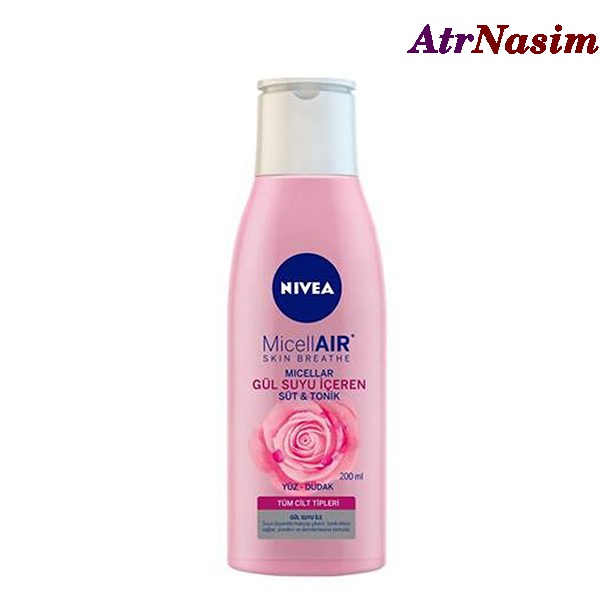 AtrNasim
NIVEA
MicellAIR
SKIN BREATHE
MICELLAR
GÜL SUYU İÇEREN
SÜT & TONİK
200 ml
YÜZ - DUDAK
TÜM CİLT TİPLERİ
GÜL SUYU İLE